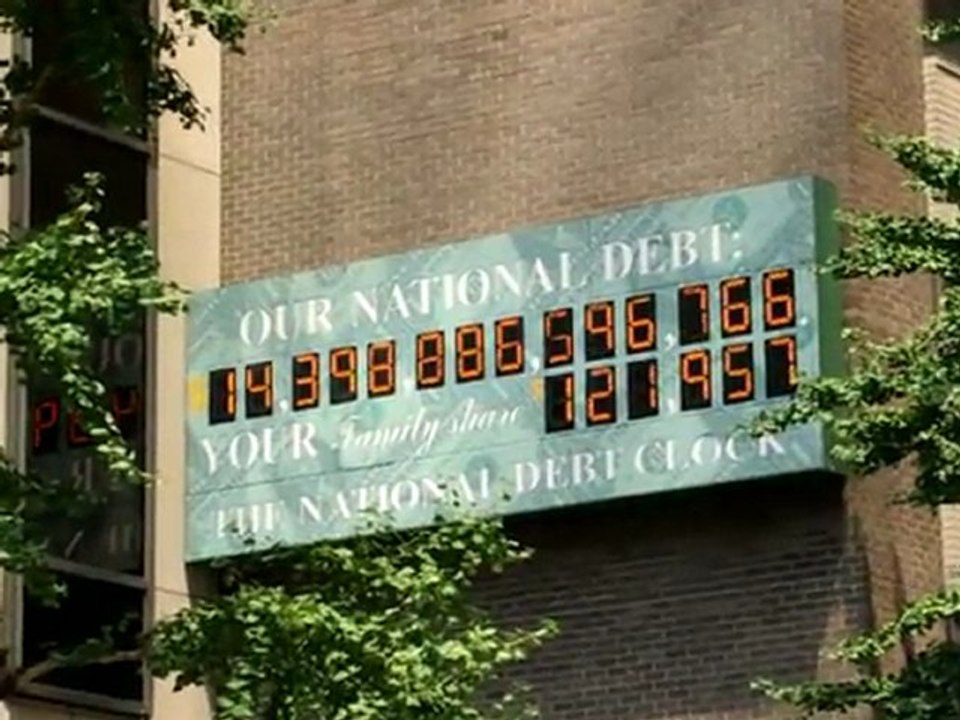 OUR NATIONAL DEBT:
14,398,886,596,766
YOUR Family share 121,957
THE NATIONAL DEBT CLOCK